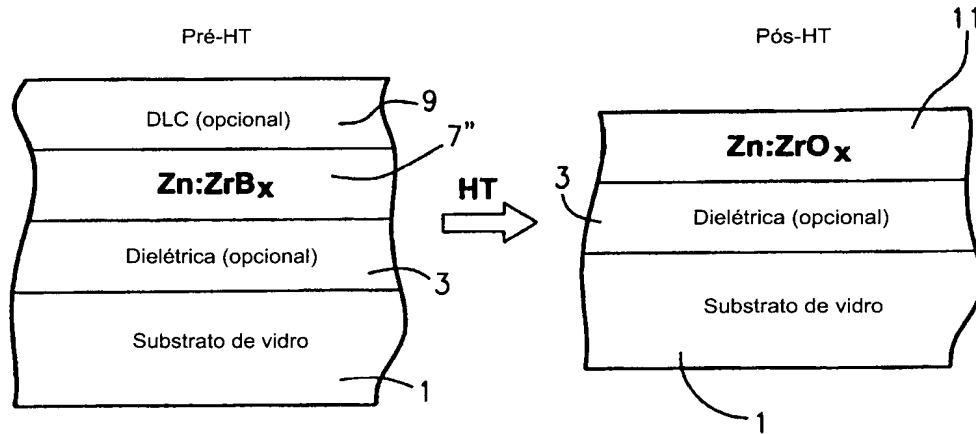 Pré-HT
DLC (opcional)
9
Zn:ZrBx
7”
Dielétrica (opcional)
3
Substrato de vidro
1
HT
Pós-HT
11
Zn:ZrOx
3
Dielétrica (opcional)
Substrato de vidro
1